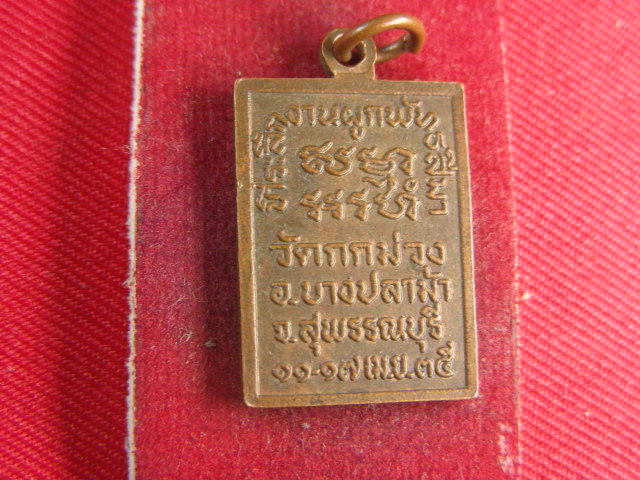 ที่ระลึกงานผูกพัทธสีมา
วัดกกม่วง
อ.บางปลาม้า
จ.สุพรรณบุรี
๑๑-๑๗ เม.ย.๓๕